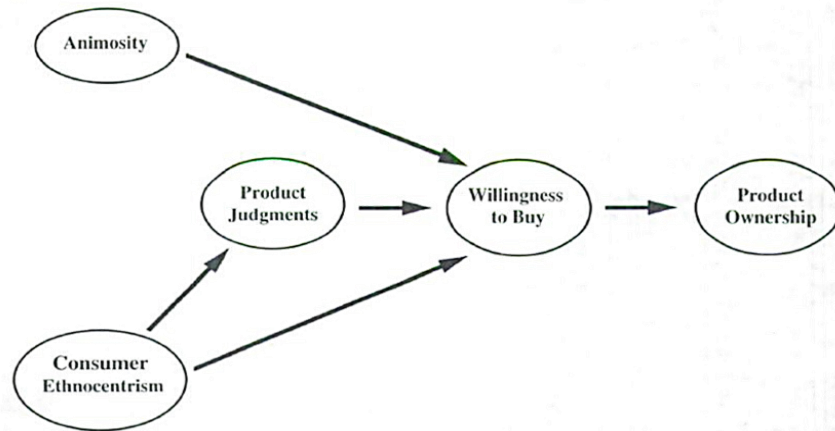 Animosity
Product
Judgments
Willingness
to Buy
Product
Ownership
Consumer
Ethnocentrism